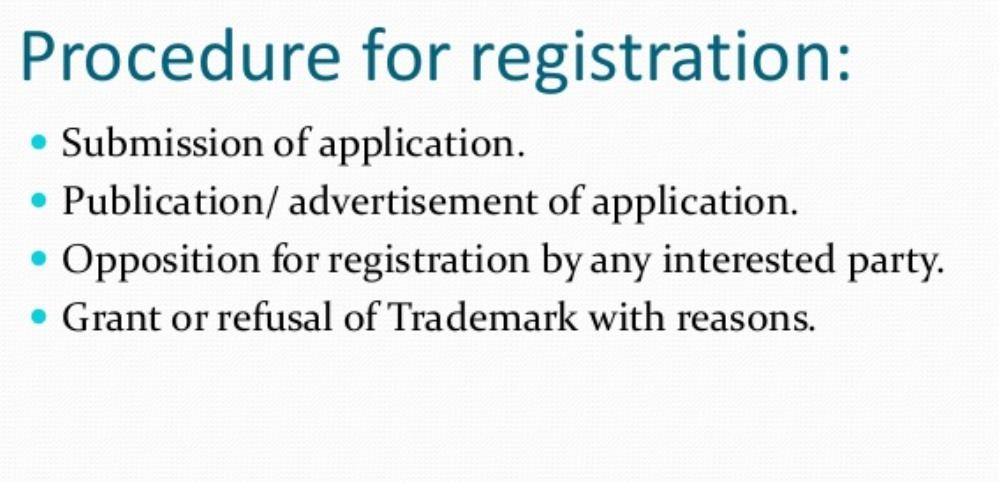 Procedure for registration:
• Submission of application.
• Publication/ advertisement of application.
• Opposition for registration by any interested party.
• Grant or refusal of Trademark with reasons.